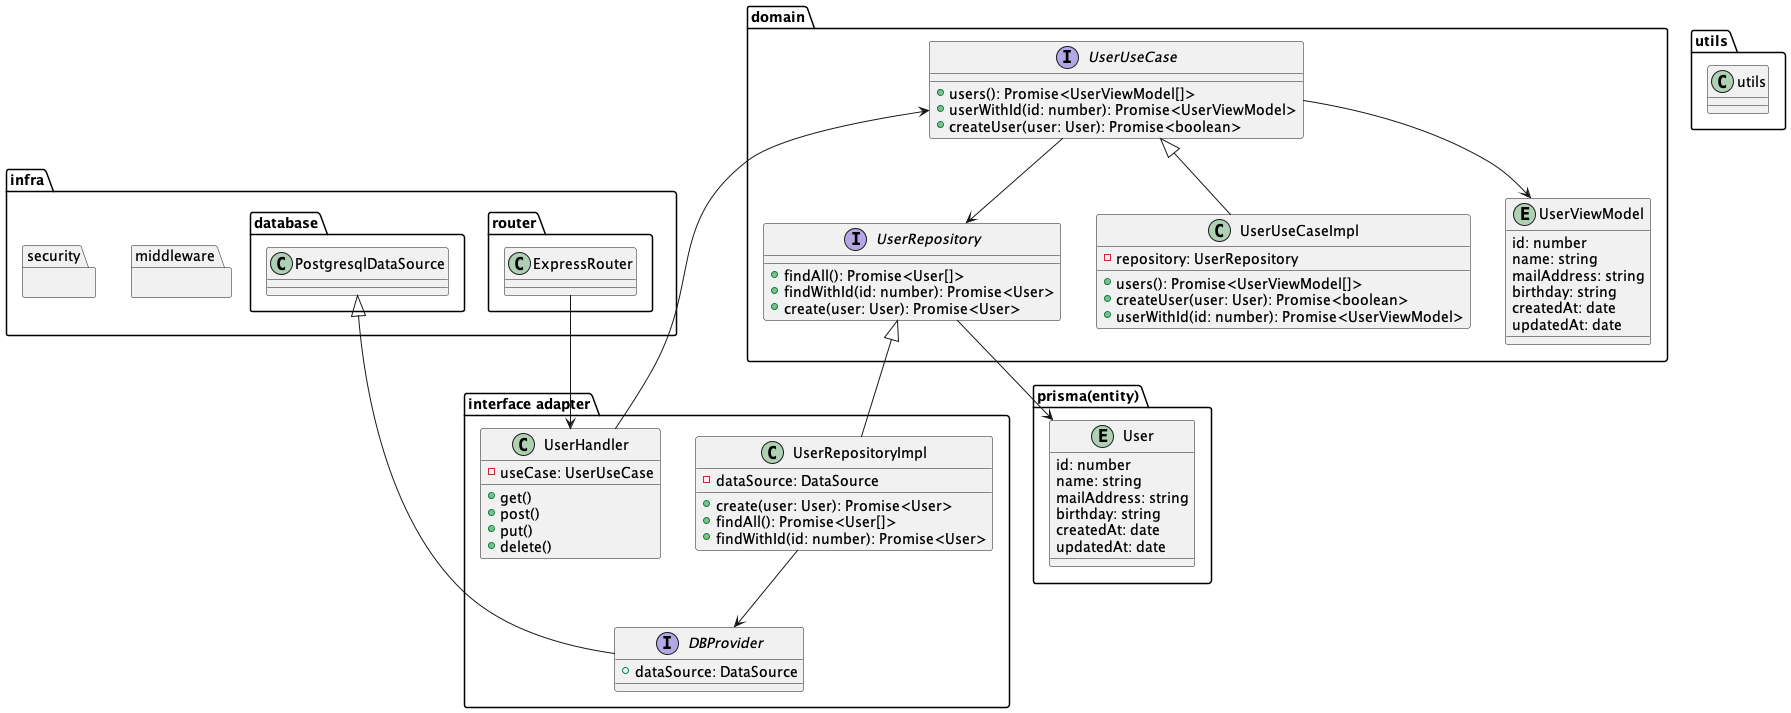 domain
I UserUseCase
users(): Promise<UserViewModel[]>
userWithId(id: number): Promise<UserViewModel>
createUser(user: User): Promise<boolean>
utils
C utils
infra
security
middleware
database
C PostgresqlDataSource
router
C ExpressRouter
I UserRepository
findAll(): Promise<User[]>
findWithId(id: number): Promise<User>
create(user: User): Promise<User>
C UserUseCaseImpl
repository: UserRepository
users(): Promise<UserViewModel[]>
createUser(user: User): Promise<boolean>
userWithId(id: number): Promise<UserViewModel>
E UserViewModel
id: number
name: string
mailAddress: string
birthday: string
createdAt: date
updatedAt: date
interface adapter
C UserHandler
useCase: UserUseCase
get()
post()
put()
delete()
C UserRepositoryImpl
dataSource: DataSource
create(user: User): Promise<User>
findAll(): Promise<User[]>
findWithId(id: number): Promise<User>
I DBProvider
dataSource: DataSource
prisma(entity)
E User
id: number
name: string
mailAddress: string
birthday: string
createdAt: date
updatedAt: date